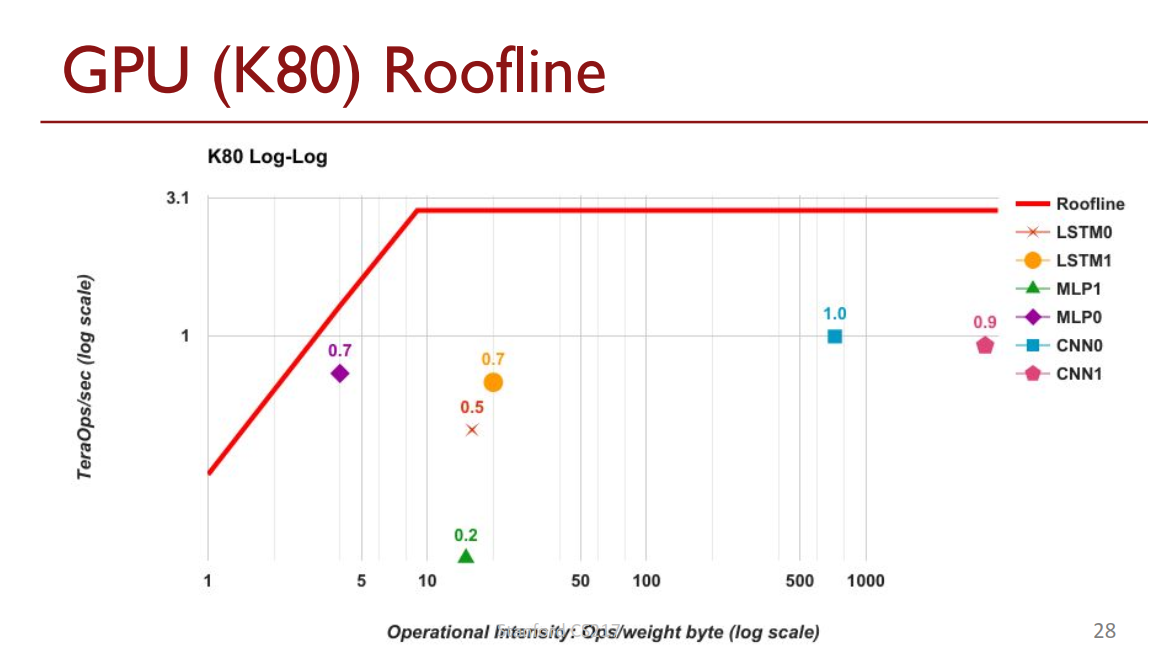 GPU (K80) Roofline
K80 Log-Log
3.1
1
TeraOps/sec (log scale)
0.7
0.7
0.5
0.2
1.0
0.9
Roofline
LSTM0
LSTM1
MLP1
MLP0
CNN0
CNN1
1 5 10 50 100 500 1000
Operational Intensity: Ops/weight byte (log scale)
Stanford CS217
28